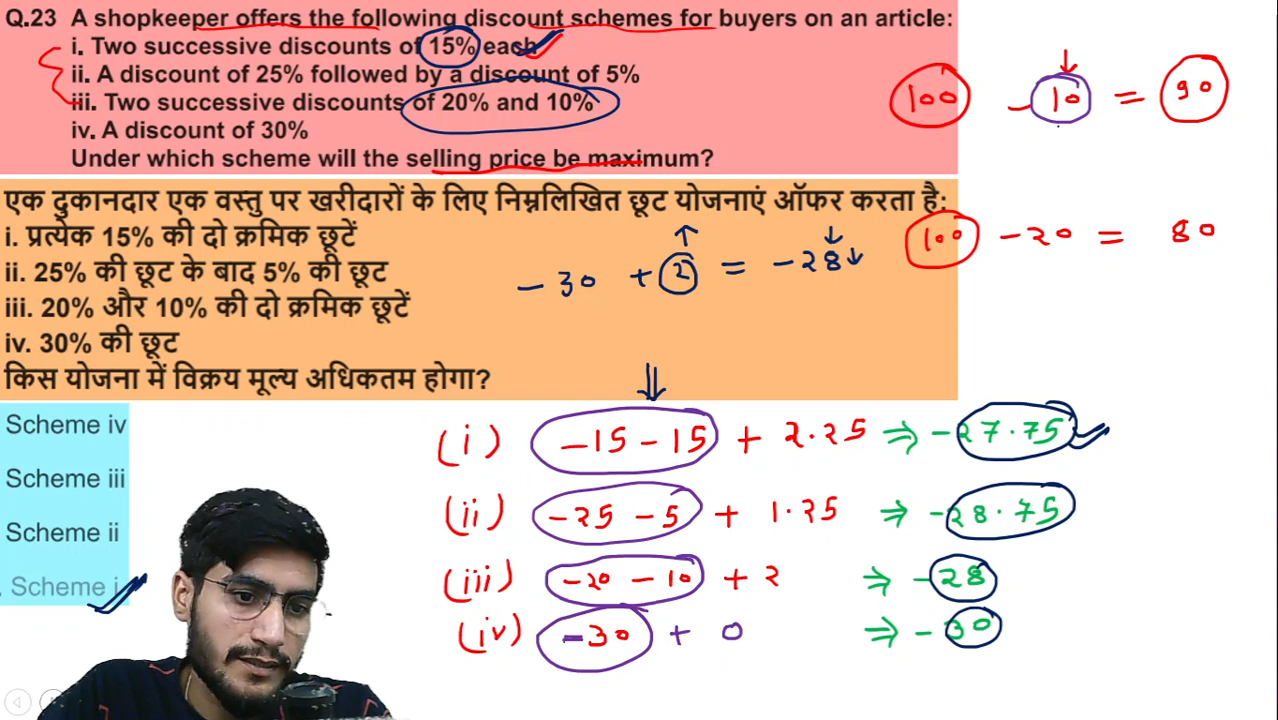 Q.23 A shopkeeper offers the following discount schemes for buyers on an article:
i. Two successive discounts of 15% each
ii. A discount of 25% followed by a discount of 5%
iii. Two successive discounts of 20% and 10%
iv. A discount of 30%
Under which scheme will the selling price be maximum?
100 - 10 = 90
एक दुकानदार एक वस्तु पर खरीदारों के लिए निम्नलिखित छूट योजनाएं ऑफर करता है:
i. प्रत्येक 15% की दो क्रमिक छूटें
ii. 25% की छूट के बाद 5% की छूट
iii. 20% और 10% की दो क्रमिक छूटें
iv. 30% की छूट
किस योजना में विक्रय मूल्य अधिकतम होगा?
100 - 20 = 80
- 30 + 2 = - 28 ↓
Scheme iv
Scheme iii
Scheme ii
Scheme i
(i) -15 - 15 + 2.25 ⇒ -27.75
(ii) -25 - 5 + 1.25 ⇒ -28.75
(iii) -20 - 10 + 2 ⇒ -28
(iv) -30 + 0 ⇒ -30